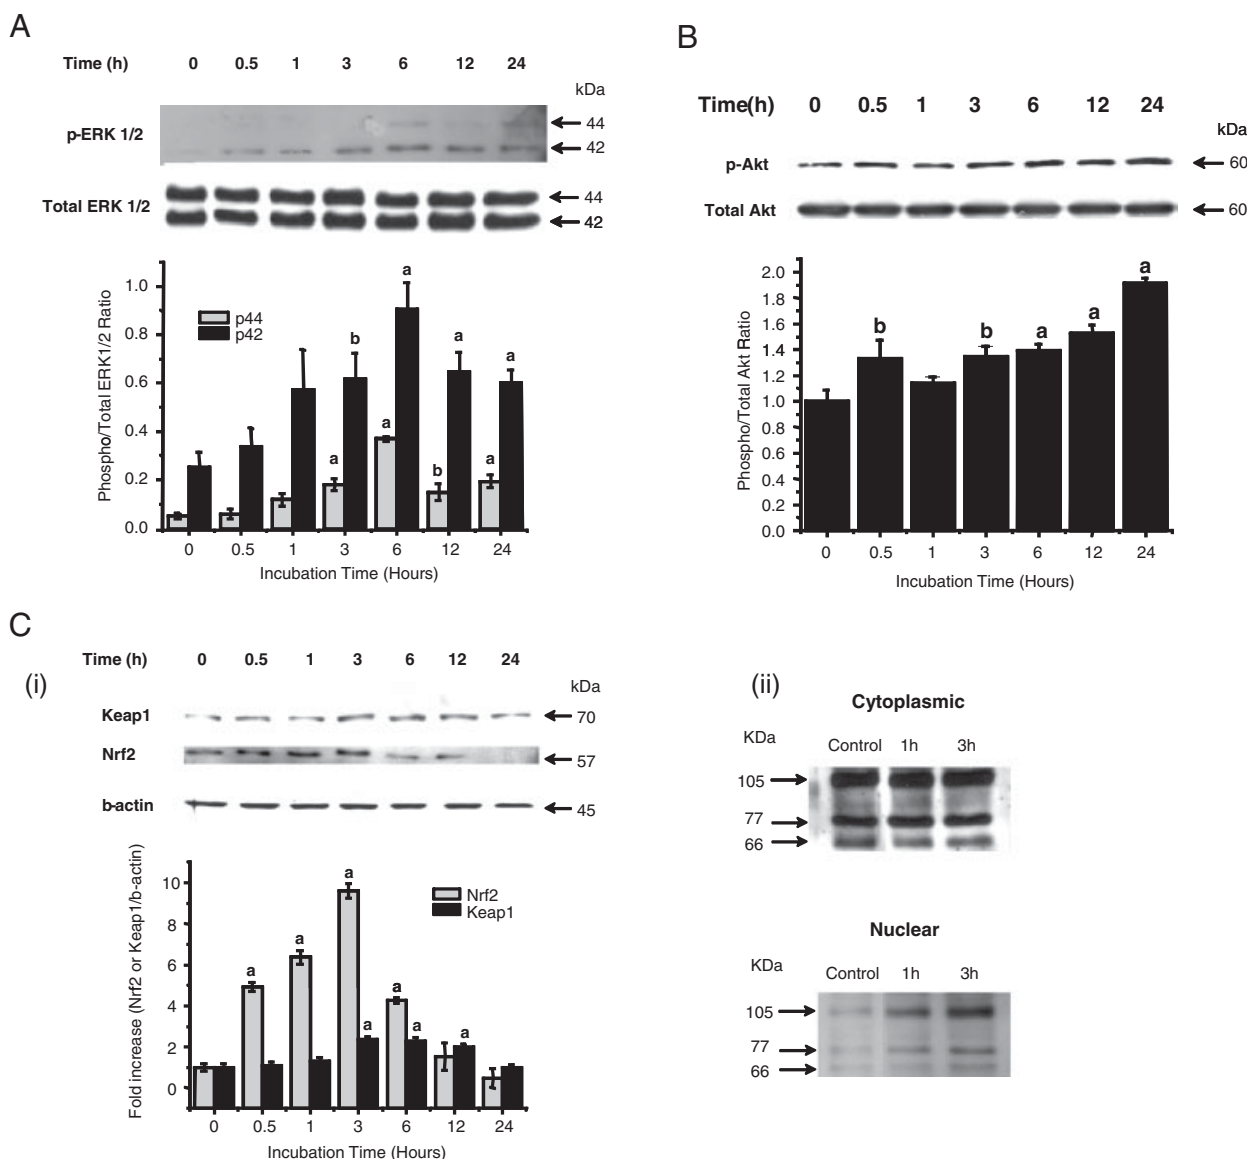 A
Time (h) 0 0.5 1 3 6 12 24
kDa
p-ERK 1/2
44
42
Total ERK 1/2
44
42
Phospho/Total ERK1/2 Ratio
1.0
0.8
0.6
0.4
0.2
0.0
p44
p42
a
b
a
a
a
a
b
a
0 0.5 1 3 6 12 24
Incubation Time (Hours)
B
Time(h) 0 0.5 1 3 6 12 24
kDa
p-Akt
60
Total Akt
60
Phospho/Total Akt Ratio
2.0
1.8
1.6
1.4
1.2
1.0
0.8
0.6
0.4
0.2
0.0
b
b
a
a
a
0 0.5 1 3 6 12 24
Incubation Time (Hours)
C
(i)
Time (h) 0 0.5 1 3 6 12 24
kDa
Keap1
70
Nrf2
57
b-actin
45
Fold increase (Nrf2 or Keap1/b-actin)
10
8
6
4
2
0
Nrf2
Keap1
a
a
a
a
a
a
a
0 0.5 1 3 6 12 24
Incubation Time (Hours)
(ii)
Cytoplasmic
KDa
Control 1h 3h
105
77
66
Nuclear
KDa
Control 1h 3h
105
77
66